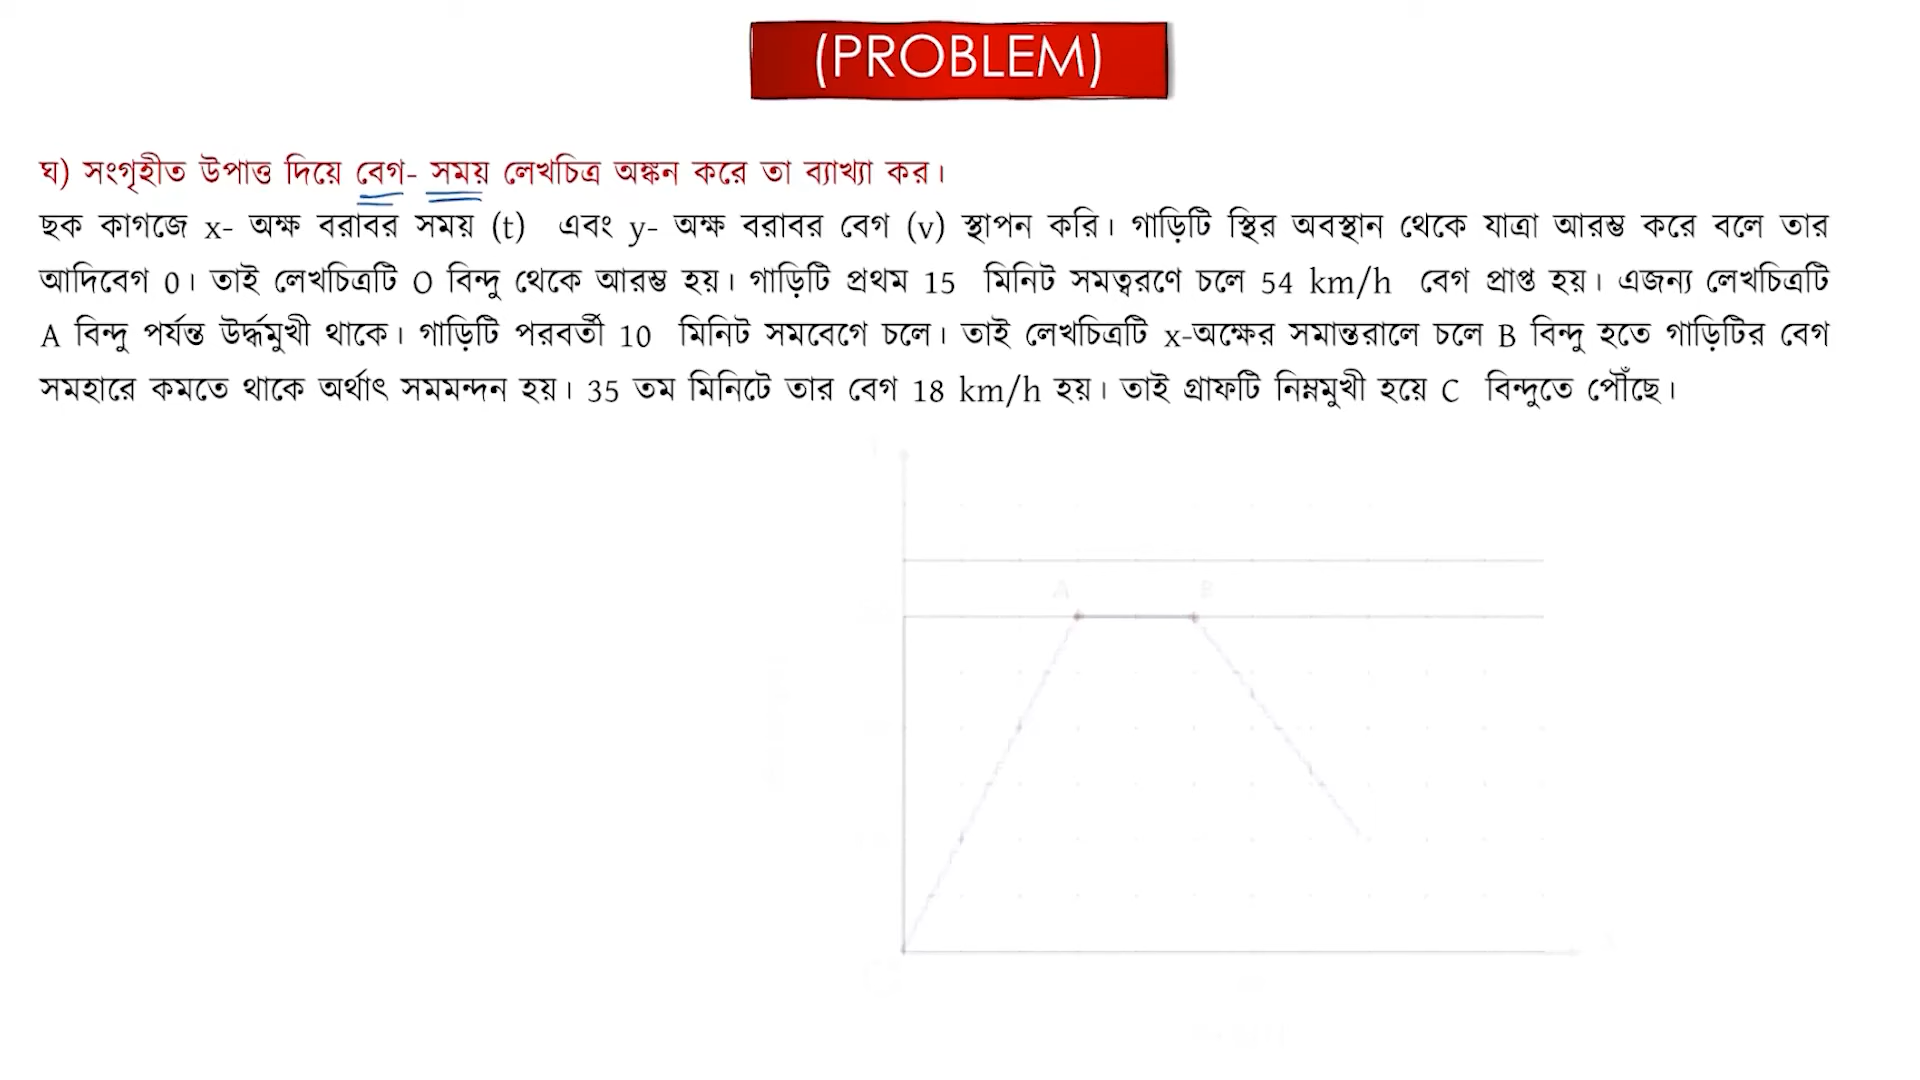 (PROBLEM)
ঘ) সংগৃহীত উপাত্ত দিয়ে বেগ- সময় লেখচিত্র অঙ্কন করে তা ব্যাখ্যা কর।
ছক কাগজে x- অক্ষ বরাবর সময় (t) এবং y- অক্ষ বরাবর বেগ (v) স্থাপন করি। গাড়িটি স্থির অবস্থান থেকে যাত্রা আরম্ভ করে বলে তার
আদিবেগ 0। তাই লেখচিত্রটি O বিন্দু থেকে আরম্ভ হয়। গাড়িটি প্রথম 15 মিনিট সমত্বরণে চলে 54 km/h বেগ প্রাপ্ত হয়। এজন্য লেখচিত্রটি
A বিন্দু পর্যন্ত উর্দ্ধমুখী থাকে। গাড়িটি পরবর্তী 10 মিনিট সমবেগে চলে। তাই লেখচিত্রটি x-অক্ষের সমান্তরালে চলে B বিন্দু হতে গাড়িটির বেগ
সমহারে কমতে থাকে অর্থাৎ সমমন্দন হয়। 35 তম মিনিটে তার বেগ 18 km/h হয়। তাই গ্রাফটি নিম্নমুখী হয়ে C বিন্দুতে পৌঁছে।
A B